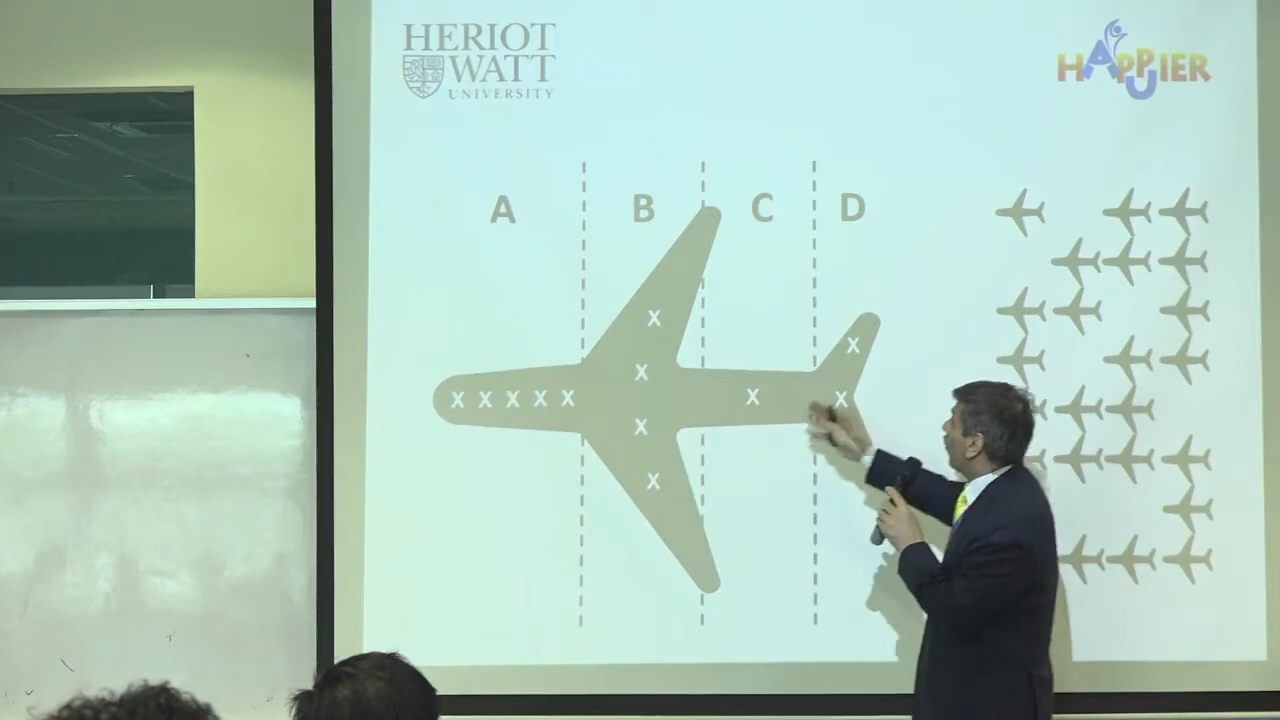 HERIOT
WATT
UNIVERSITY
HAPPIER
U
A B C D
X
X
X
X X X X X X X
X
X